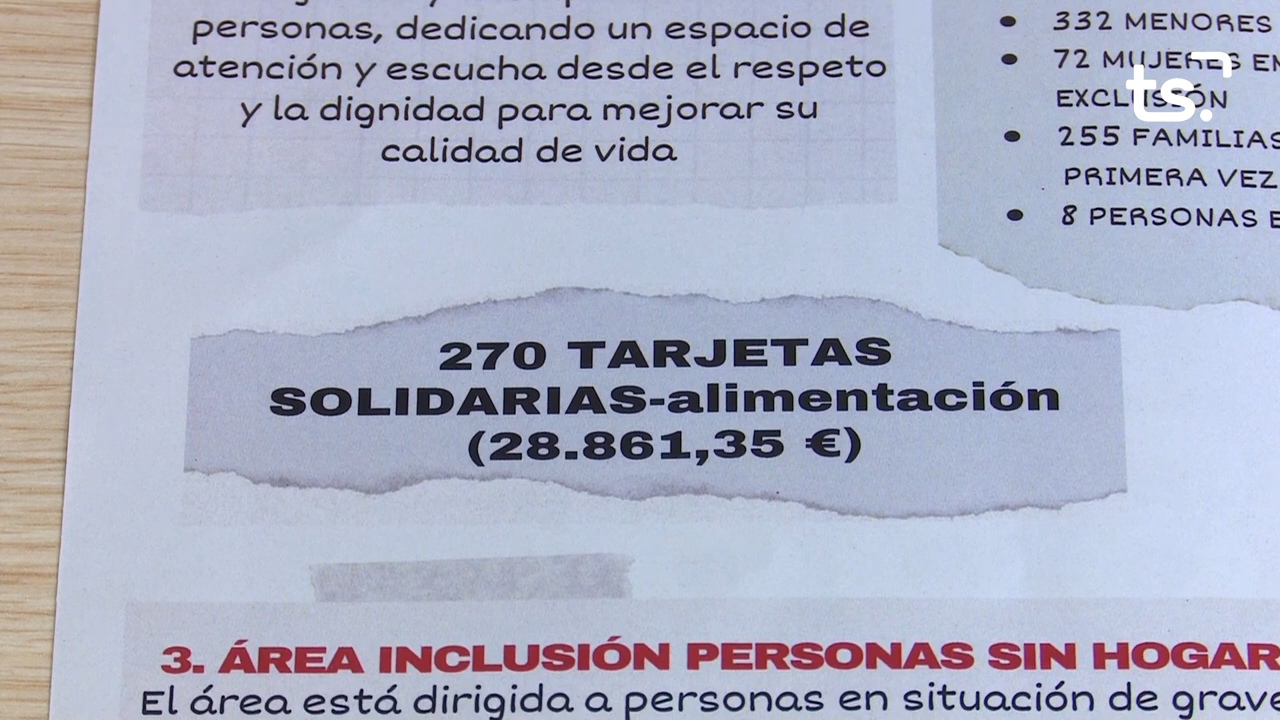 personas, dedicando un espacio de
atención y escucha desde el respeto
y la dignidad para mejorar su
calidad de vida
332 MENORES
72 MUJERES
EXCLUSIÓN
255 FAMILIAS
PRIMERA VEZ
8 PERSONAS
ts.
270 TARJETAS
SOLIDARIAS-alimentación
(28.861,35 €)
3. ÁREA INCLUSIÓN PERSONAS SIN HOGAR
El área está dirigida a personas en situación de grave